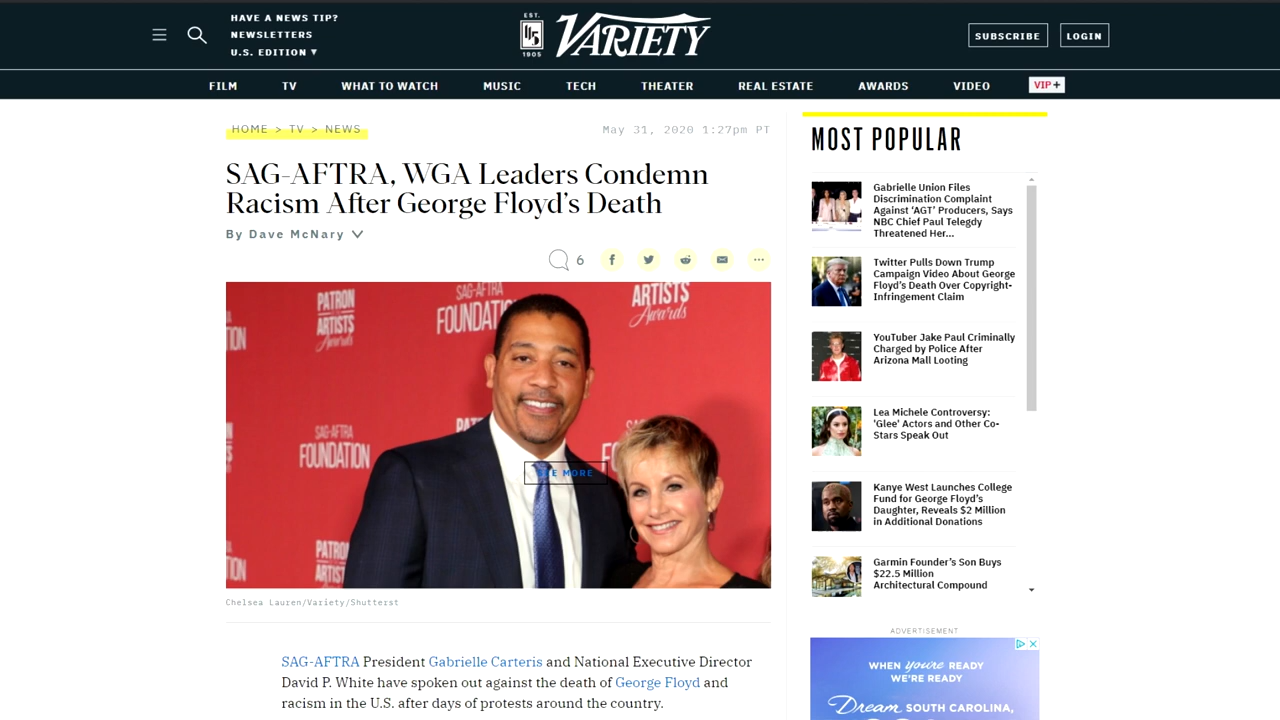 HAVE A NEWS TIP?
NEWSLETTERS
U.S. EDITION ▼
EST.
1905
VARIETY
SUBSCRIBE
LOGIN
FILM
TV
WHAT TO WATCH
MUSIC
TECH
THEATER
REAL ESTATE
AWARDS
VIDEO
VIP+
HOME > TV > NEWS
May 31, 2020 1:27pm PT
SAG-AFTRA, WGA Leaders Condemn
Racism After George Floyd's Death
By Dave McNary
6
PATRON
ARTISTS
Awards
SAG-AFTRA
FOUNDATION
ARTISTS
Awards
SAG-AFTRA
FOUNDATION
PATRON
ARTISTS
SEE MORE
Chelsea Lauren/Variety/Shutterst
SAG-AFTRA President Gabrielle Carteris and National Executive Director
David P. White have spoken out against the death of George Floyd and
racism in the U.S. after days of protests around the country.
MOST POPULAR
Gabrielle Union Files
Discrimination Complaint
Against 'AGT' Producers, Says
NBC Chief Paul Telegdy
Threatened Her...
Twitter Pulls Down Trump
Campaign Video About George
Floyd's Death Over Copyright-
Infringement Claim
YouTuber Jake Paul Criminally
Charged by Police After
Arizona Mall Looting
Lea Michele Controversy:
'Glee' Actors and Other Co-
Stars Speak Out
Kanye West Launches College
Fund for George Floyd's
Daughter, Reveals $2 Million
in Additional Donations
Garmin Founder's Son Buys
$22.5 Million
Architectural Compound
ADVERTISEMENT
WHEN you're READY
WE'RE READY
Dream SOUTH CAROLINA,